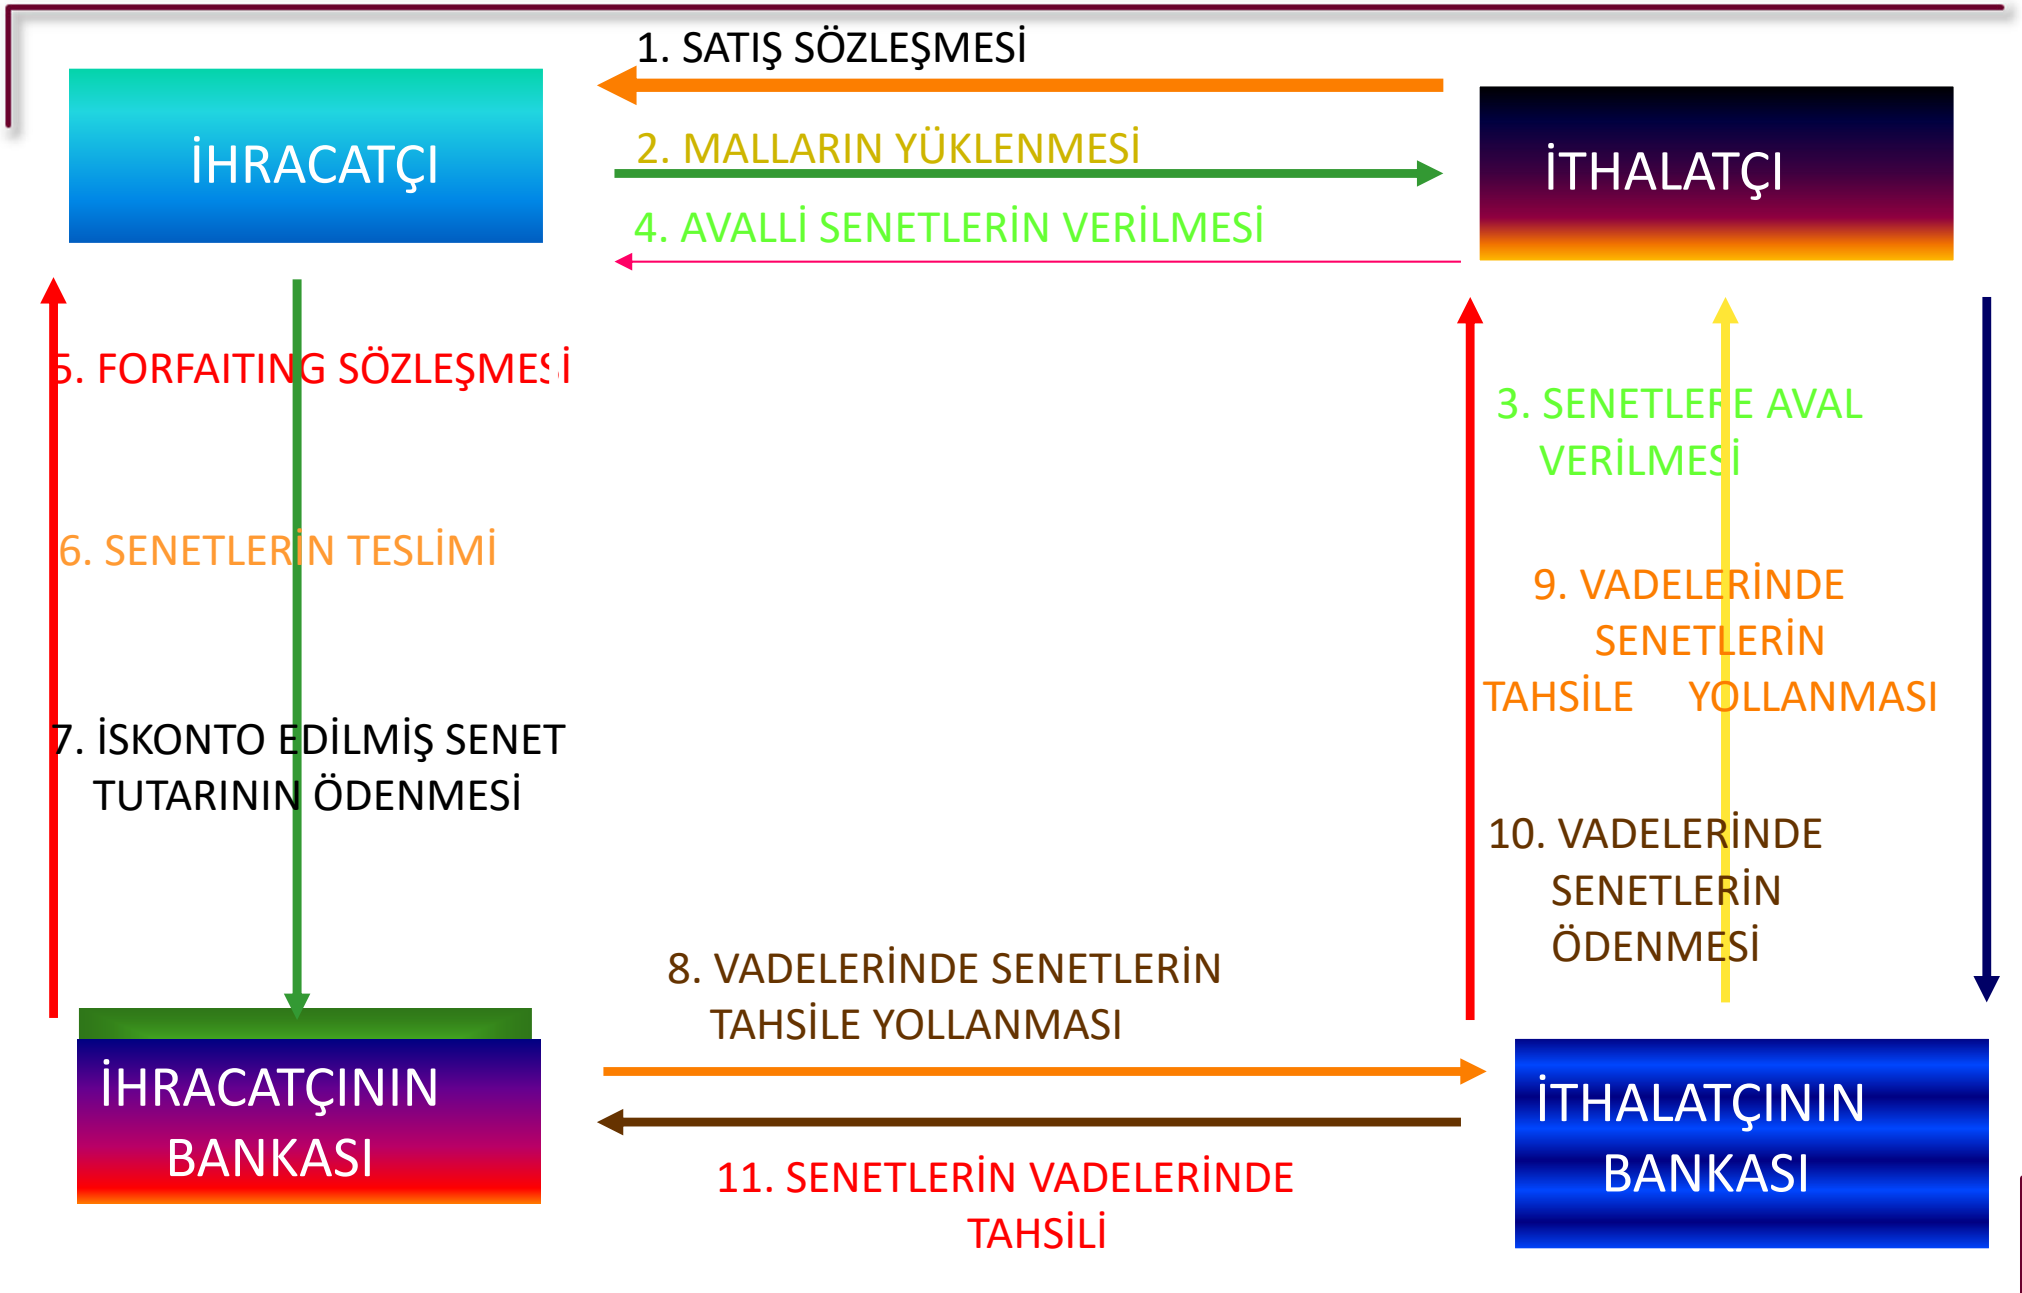 1. SATIŞ SÖZLEŞMESİ
İHRACATÇI
2. MALLARIN YÜKLENMESİ
İTHALATÇI
4. AVALLİ SENETLERİN VERİLMESİ
5. FORFAITING SÖZLEŞMESİ
3. SENETLERE AVAL
VERİLMESİ
6. SENETLERİN TESLİMİ
9. VADELERİNDE
SENETLERİN
TAHSİLE YOLLANMASI
7. İSKONTO EDİLMİŞ SENET
TUTARININ ÖDENMESİ
10. VADELERİNDE
SENETLERİN
ÖDENMESİ
8. VADELERİNDE SENETLERİN
TAHSİLE YOLLANMASI
İHRACATÇININ
BANKASI
İTHALATÇININ
BANKASI
11. SENETLERİN VADELERİNDE
TAHSİLİ